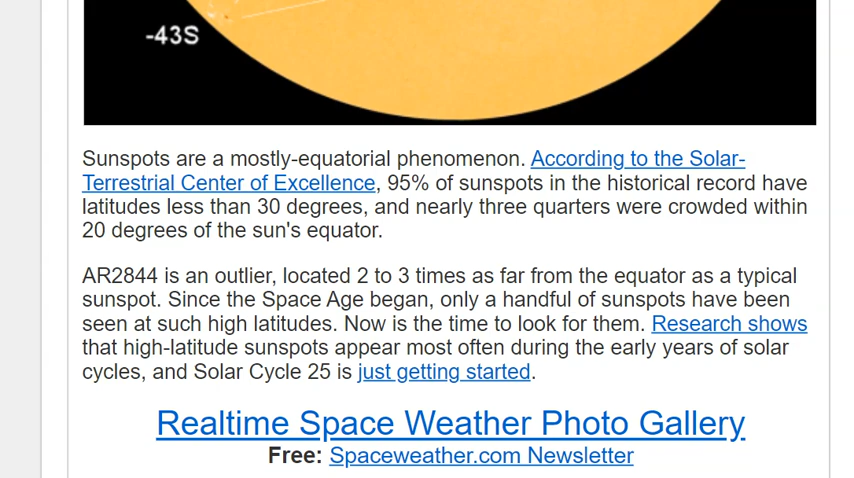 -43S
Sunspots are a mostly-equatorial phenomenon. According to the Solar-
Terrestrial Center of Excellence, 95% of sunspots in the historical record have
latitudes less than 30 degrees, and nearly three quarters were crowded within
20 degrees of the sun's equator.
AR2844 is an outlier, located 2 to 3 times as far from the equator as a typical
sunspot. Since the Space Age began, only a handful of sunspots have been
seen at such high latitudes. Now is the time to look for them. Research shows
that high-latitude sunspots appear most often during the early years of solar
cycles, and Solar Cycle 25 is just getting started.
Realtime Space Weather Photo Gallery
Free: Spaceweather.com Newsletter